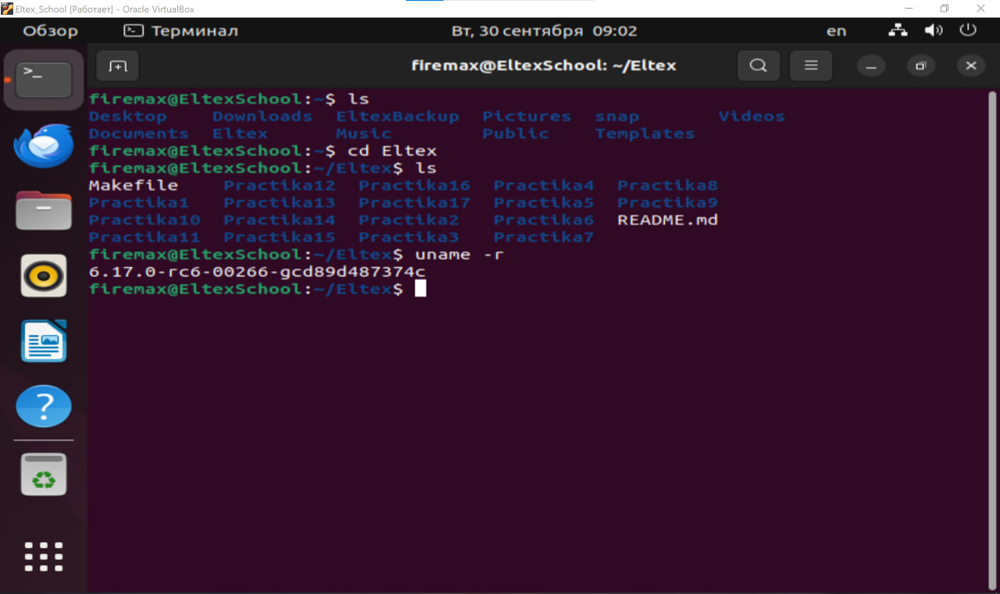 Eltex_School [Работает] - Oracle VirtualBox
Обзор Терминал Вт, 30 сентября 09:02 en
firemax@EltexSchool: ~/Eltex
firemax@EltexSchool:~$ ls
Desktop Downloads EltexBackup Pictures snap Videos
Documents Eltex Music Public Templates
firemax@EltexSchool:~$ cd Eltex
firemax@EltexSchool:~/Eltex$ ls
Makefile Practika12 Practika16 Practika4 Practika8
Practika1 Practika13 Practika17 Practika5 Practika9
Practika10 Practika14 Practika2 Practika6 README.md
Practika11 Practika15 Practika3 Practika7
firemax@EltexSchool:~/Eltex$ uname -r
6.17.0-rc6-00266-gcd89d487374c
firemax@EltexSchool:~/Eltex$